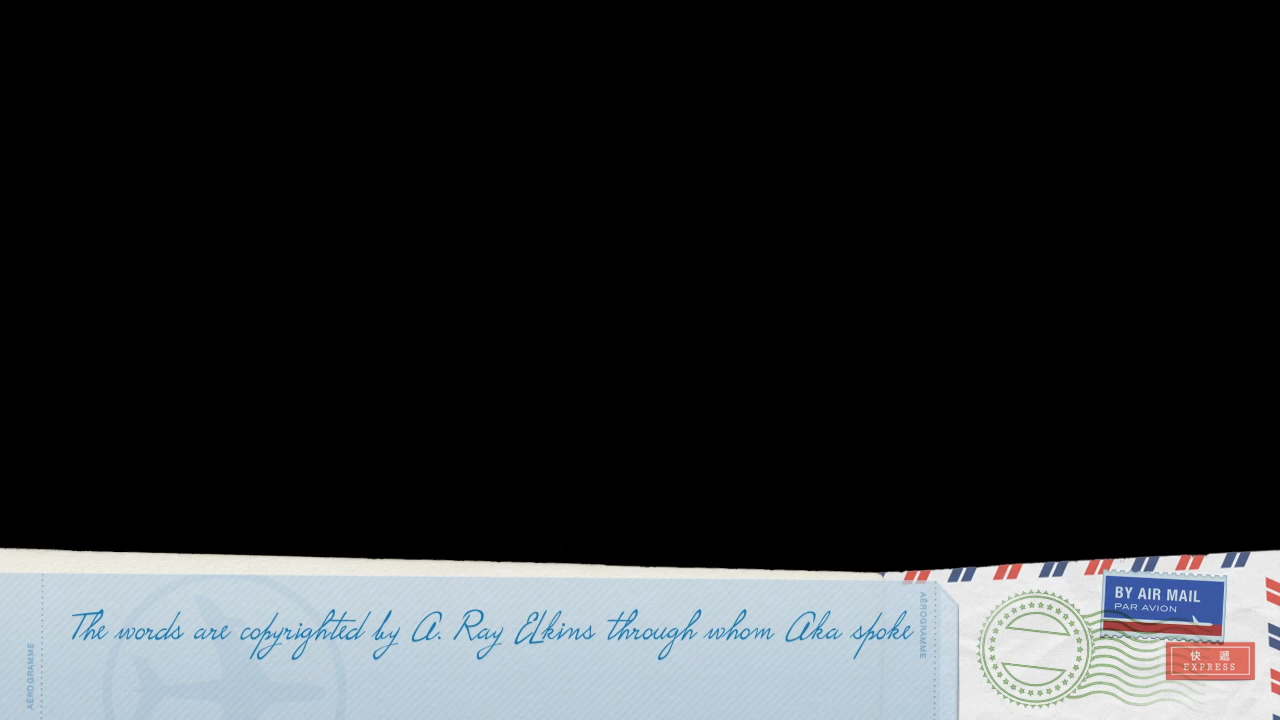 The words are copyrighted by A. Ray Elkins through whom Aka spoke
AÉROGRAMME
AÉROGRAMME
BY AIR MAIL
PAR AVION
快遞
EXPRESS